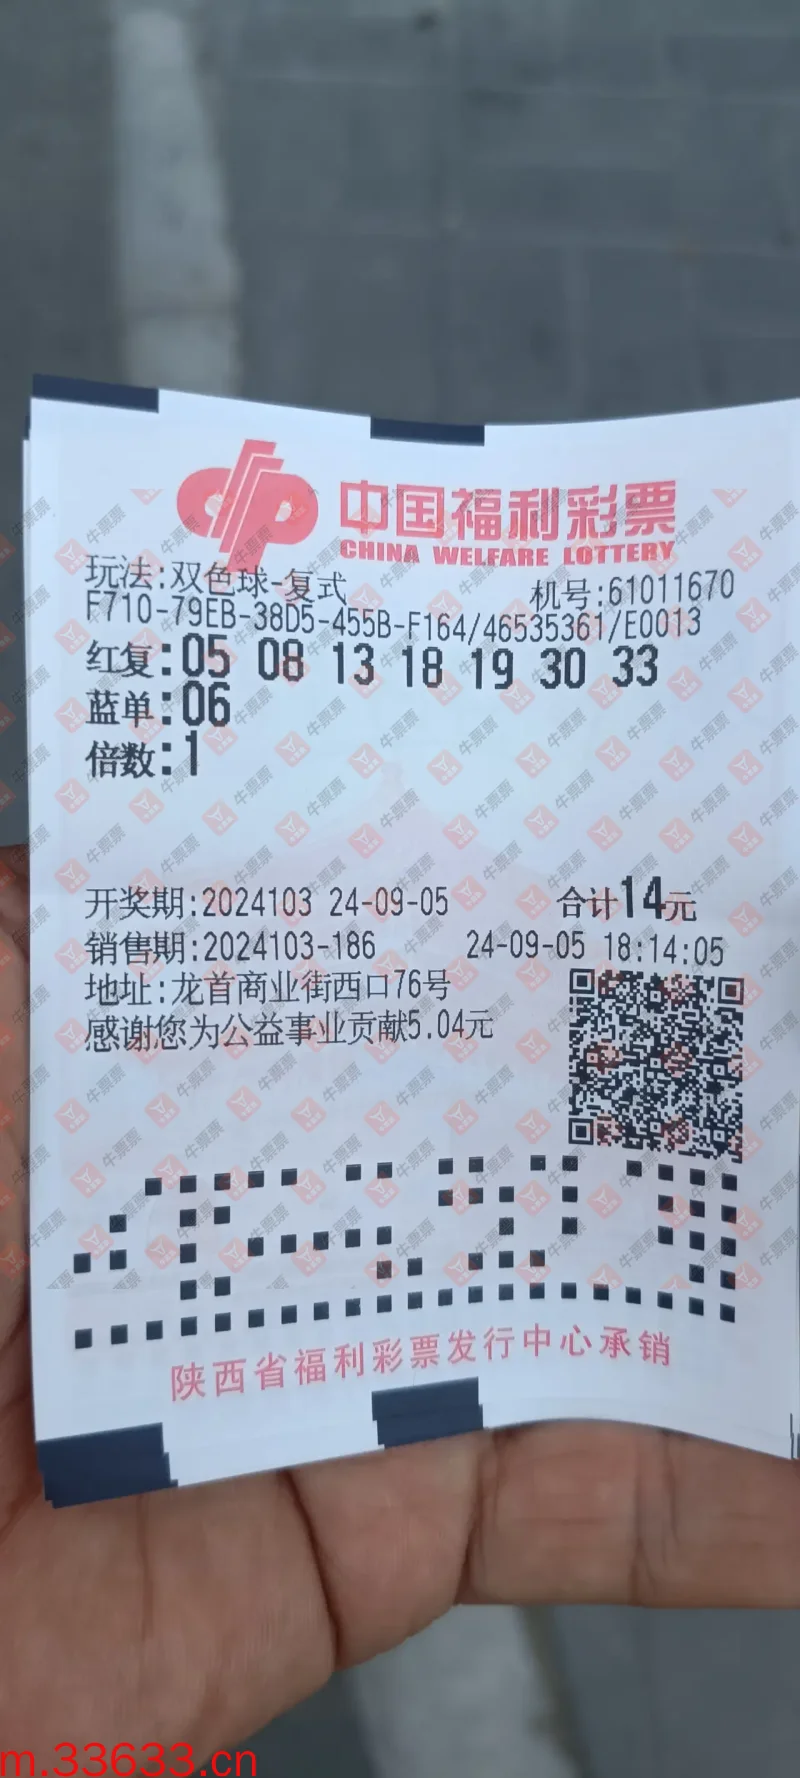 中国福利彩票
CHINA WELFARE LOTTERY
玩法:双色球-复式 机号:61011670
F710-79EB-38D5-455B-F164/46535361/E0013
红复:05 08 13 18 19 30 33
蓝单:06
倍数:1
开奖期:2024103 24-09-05 合计14元
销售期:2024103-186 24-09-05 18:14:05
地址:龙首商业街西口76号
感谢您为公益事业贡献5.04元
陕西省福利彩票发行中心承销
牛票票
m.33633.cn